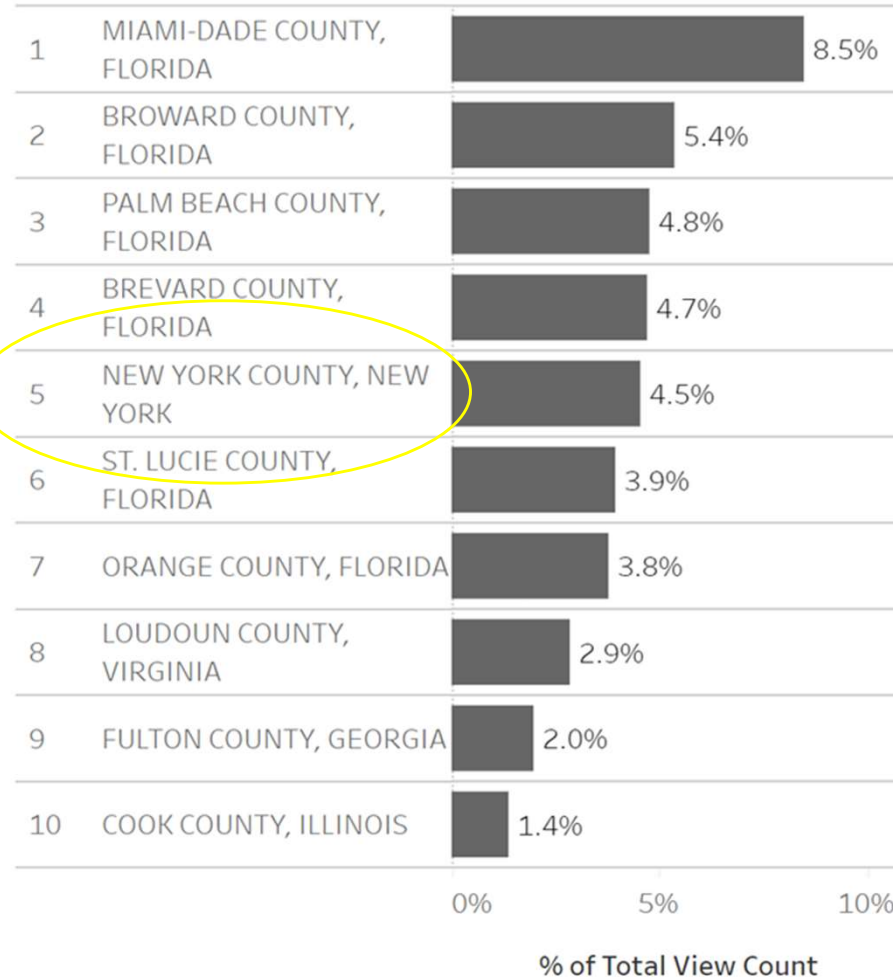 1 MIAMI-DADE COUNTY, FLORIDA 8.5%
2 BROWARD COUNTY, FLORIDA 5.4%
3 PALM BEACH COUNTY, FLORIDA 4.8%
4 BREVARD COUNTY, FLORIDA 4.7%
5 NEW YORK COUNTY, NEW YORK 4.5%
6 ST. LUCIE COUNTY, FLORIDA 3.9%
7 ORANGE COUNTY, FLORIDA 3.8%
8 LOUDOUN COUNTY, VIRGINIA 2.9%
9 FULTON COUNTY, GEORGIA 2.0%
10 COOK COUNTY, ILLINOIS 1.4%
0% 5% 10%
% of Total View Count